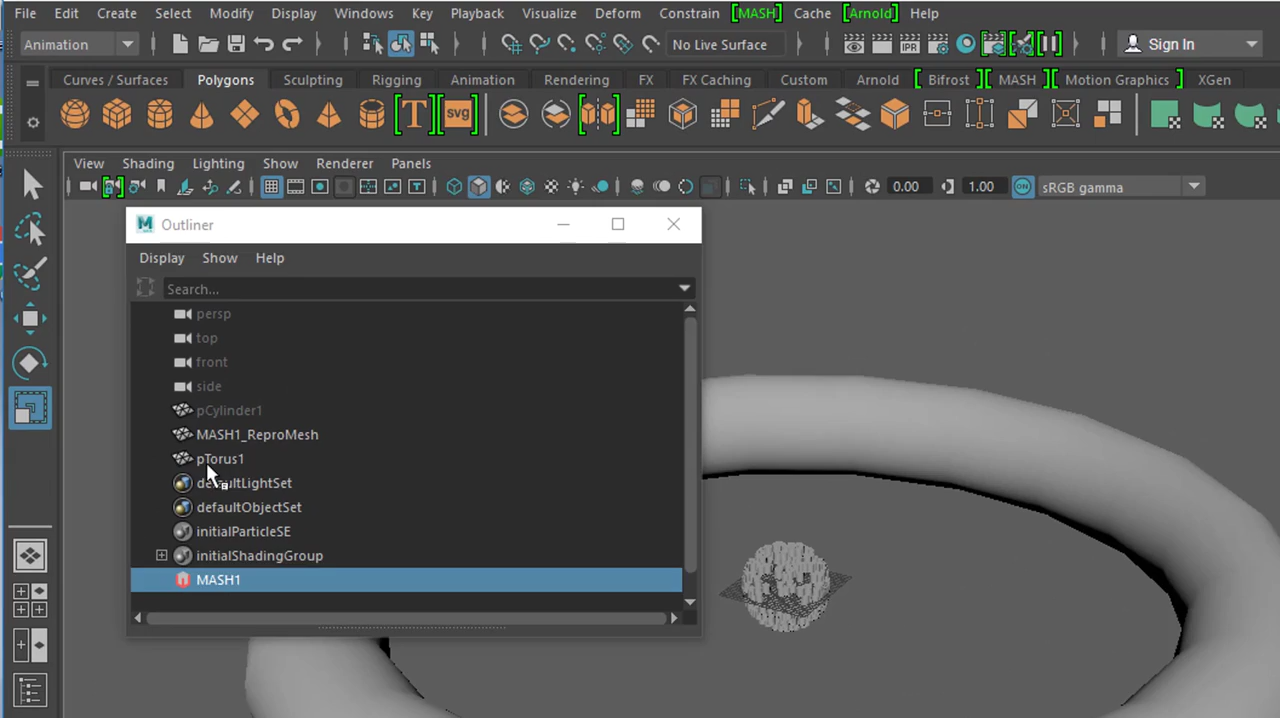 File Edit Create Select Modify Display Windows Key Playback Visualize Deform Constrain [MASH] Cache [Arnold] Help
Animation No Live Surface IPR Sign In
Curves / Surfaces Polygons Sculpting Rigging Animation Rendering FX FX Caching Custom Arnold Bifrost MASH Motion Graphics XGen
T SVG
View Shading Lighting Show Renderer Panels
0.00 1.00 ON sRGB gamma
M Outliner
Display Show Help
Search...
persp
top
front
side
pCylinder1
MASH1_ReproMesh
pTorus1
defaultLightSet
defaultObjectSet
initialParticleSE
initialShadingGroup
MASH1